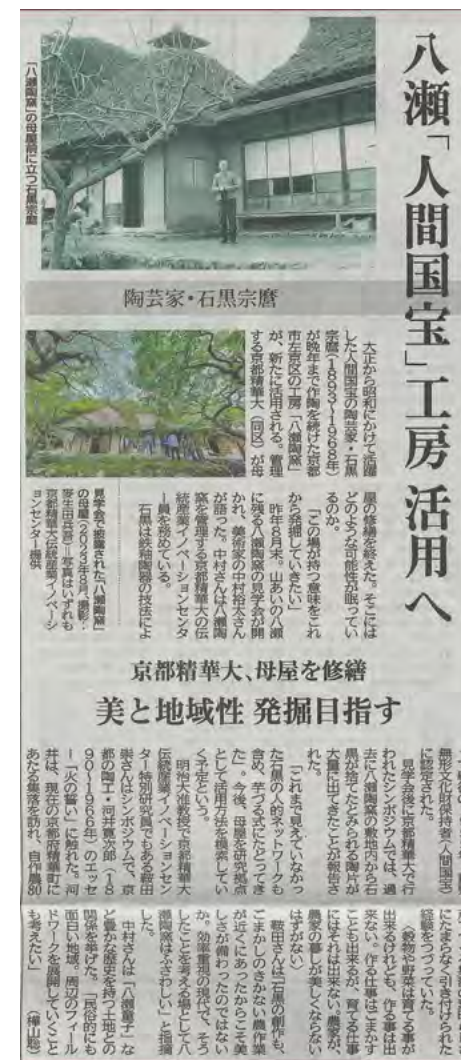 八瀬「人間国宝」工房 活用へ
「八瀬陶窯」の母屋前に立つ石黒宗麿
陶芸家・石黒宗麿
大正から昭和にかけて活躍
した人間国宝の陶芸家・石黒
宗麿(1893〜1968年)
が晩年まで作陶を続けた京都
市左京区の工房「八瀬陶窯」
が、新たに活用される。管理
する京都精華大(同区)が母
屋の修繕を終えた。そこには
どのような可能性が眠ってい
るのか。
「この場が持つ意味をこれ
から発掘していきたい」
昨年8月末。山あいの八瀬
に残る八瀬陶窯の見学会が開
かれ、美術家の中村裕太さん
が語った。中村さんは八瀬陶
窯を管理する京都精華大の伝
統産業イノベーションセンタ
ー員を務めている。
石黒は鉄釉陶器の技法によ
見学会で披露された「八瀬陶窯」
の母屋(2023年8月、撮影・
麥生田兵吾)=写真はいずれも
京都精華大伝統産業イノベーシ
ョンセンター提供
京都精華大、母屋を修繕
美と地域性 発掘目指す
無形文化財保持者(人間国宝)
に認定された。
見学会後に京都精華大で行
われたシンポジウムでは、過
去に八瀬陶窯の敷地内から石
黒が捨てたとみられる陶片が
大量に出てきたことが報告さ
れた。
「これまで見えていなかっ
た石黒の人的ネットワークも
含め、芋づる式にたどってき
た」。今後、母屋を研究拠点
として活用方法を模索してい
く予定という。
明治大准教授で京都精華大
伝統産業イノベーションセン
ター特別研究員でもある鞍田
崇さんはシンポジウムで、京
都の陶工・河井寛次郎(18
90〜1966年)のエッセ
ー「火の誓い」に触れた。河
井は、現在の京都府精華町に
あたる集落を訪れ、自作農80
にたまらなく引き付けられた
経験をつづっていた。
〈穀物や野菜は育てる事が
出来るけれども、作る事は出
来ない。作る仕事はごまかす
ことも出来るが、育てる仕事
にはそれは出来ない。農家が、
農家の暮しが美しくならない
はずがない〉
鞍田さんは「石黒の創作も、
ごまかしのきかない農作業
が近くにあったからこそ美
しさが備わったのではない
か。効率重視の現代で、そう
したことを考える場として八
瀬陶窯はふさわしい」と指摘
した。
中村さんは「八瀬童子」な
ど豊かな歴史を持つ土地との
関係を挙げた。「民俗的にも
面白い地域。周辺のフィール
ドワークを展開していくこと
も考えたい」 (樺山聡)